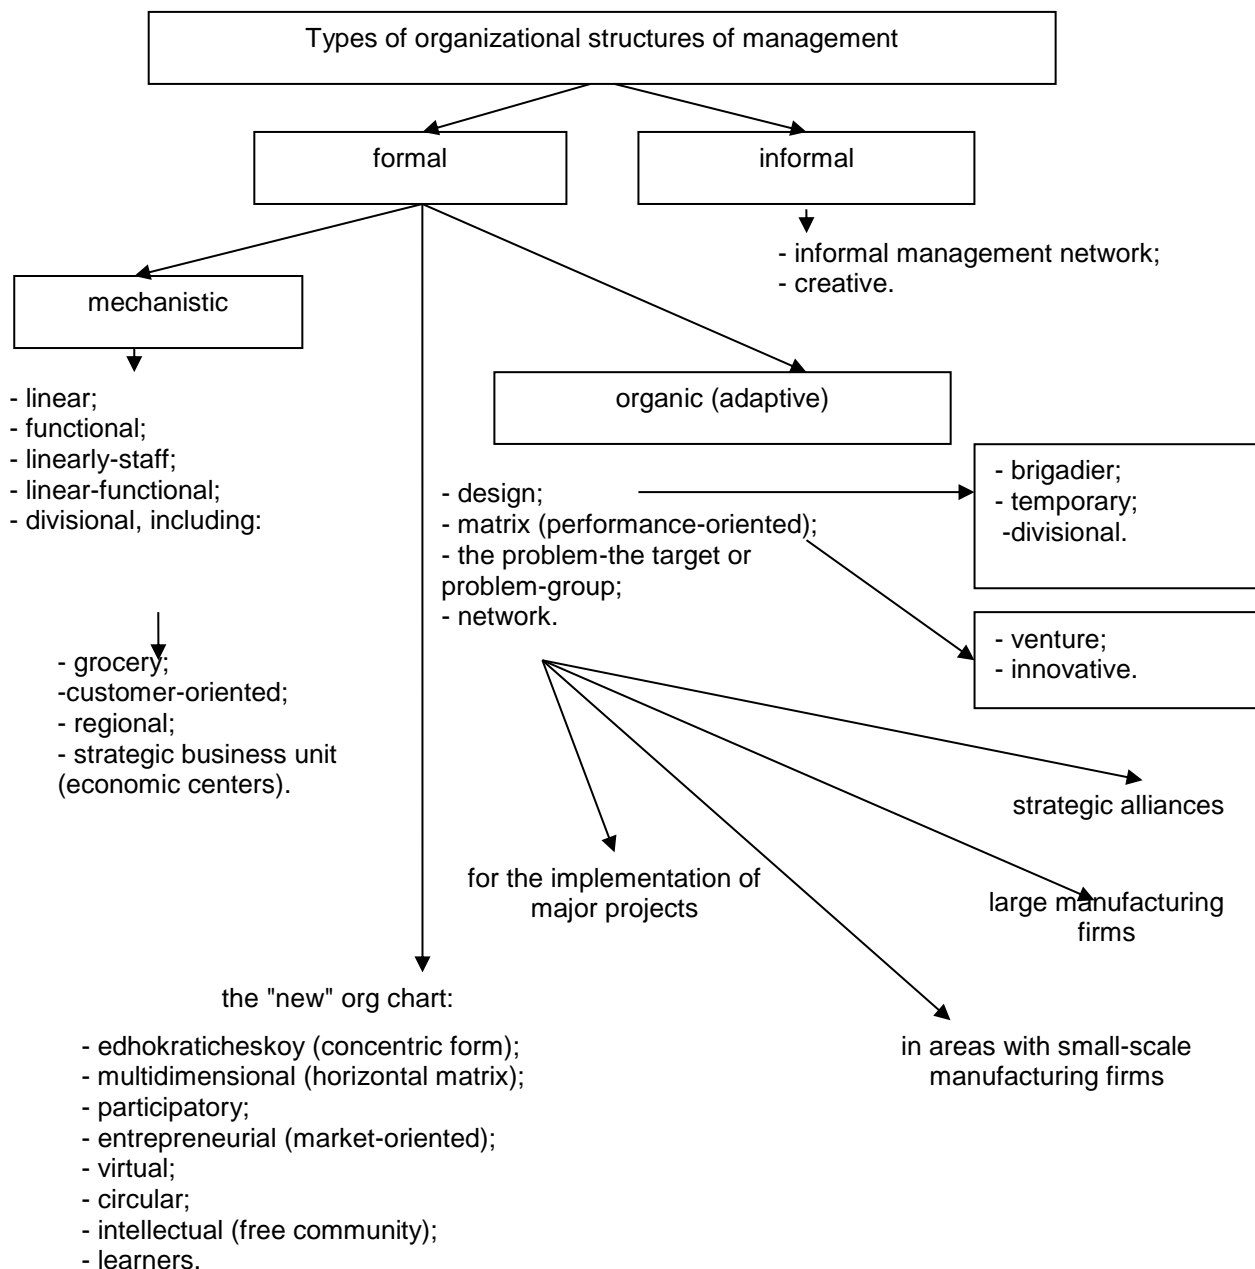 Types of organizational structures of management
formal
informal
- informal management network;
- creative.
mechanistic
- linear;
- functional;
- linearly-staff;
- linear-functional;
- divisional, including:
organic (adaptive)
- design;
- matrix (performance-oriented);
- the problem-the target or
problem-group;
- network.
- brigadier;
- temporary;
-divisional.
- venture;
- innovative.
- grocery;
-customer-oriented;
- regional;
- strategic business unit
(economic centers).
strategic alliances
for the implementation of
major projects
large manufacturing
firms
in areas with small-scale
manufacturing firms
the "new" org chart:
- edhokraticheskoy (concentric form);
- multidimensional (horizontal matrix);
- participatory;
- entrepreneurial (market-oriented);
- virtual;
- circular;
- intellectual (free community);
- learners.